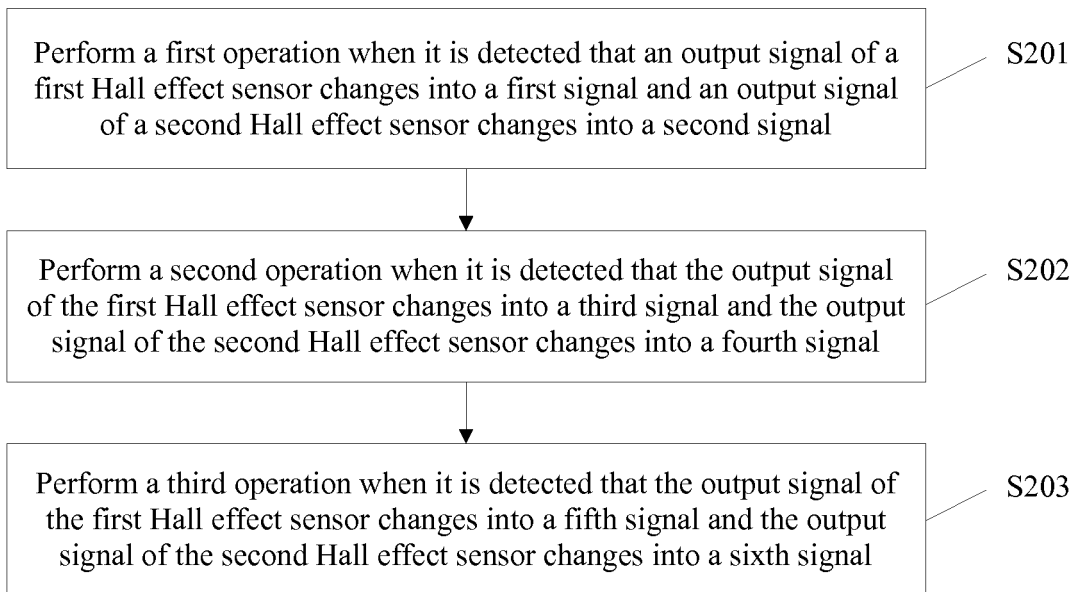 Perform a first operation when it is detected that an output signal of a
first Hall effect sensor changes into a first signal and an output signal
of a second Hall effect sensor changes into a second signal
S201
Perform a second operation when it is detected that the output signal
of the first Hall effect sensor changes into a third signal and the output
signal of the second Hall effect sensor changes into a fourth signal
S202
Perform a third operation when it is detected that the output signal of
the first Hall effect sensor changes into a fifth signal and the output
signal of the second Hall effect sensor changes into a sixth signal
S203